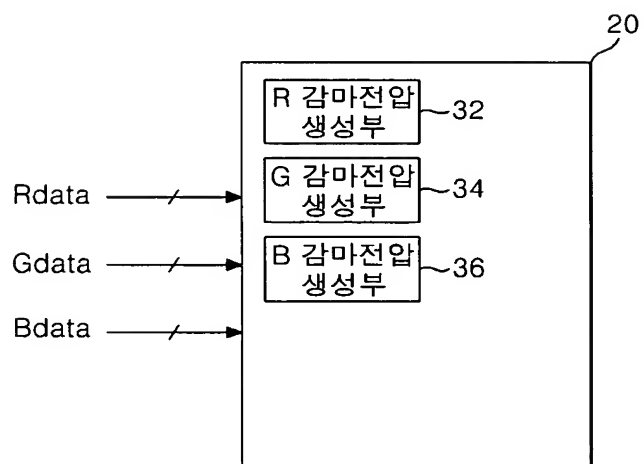 20
R 감마전압
생성부
32
G 감마전압
생성부
34
B 감마전압
생성부
36
Rdata
Gdata
Bdata